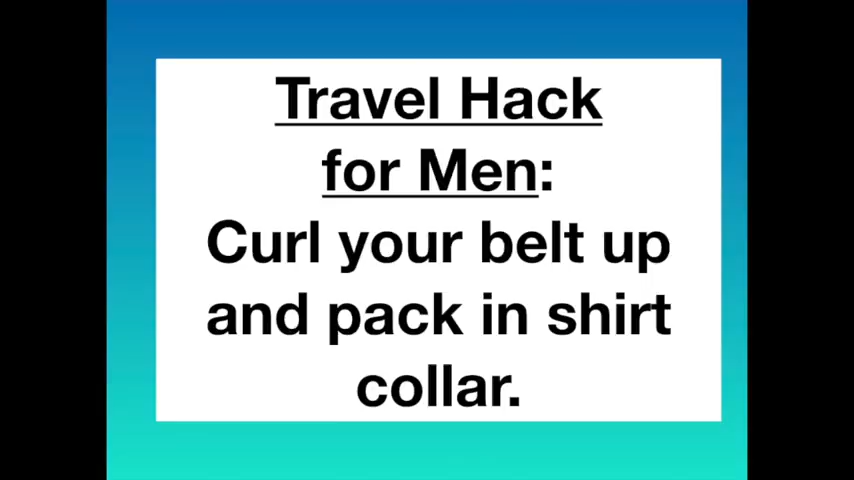 Travel Hack
for Men:
Curl your belt up
and pack in shirt
collar.